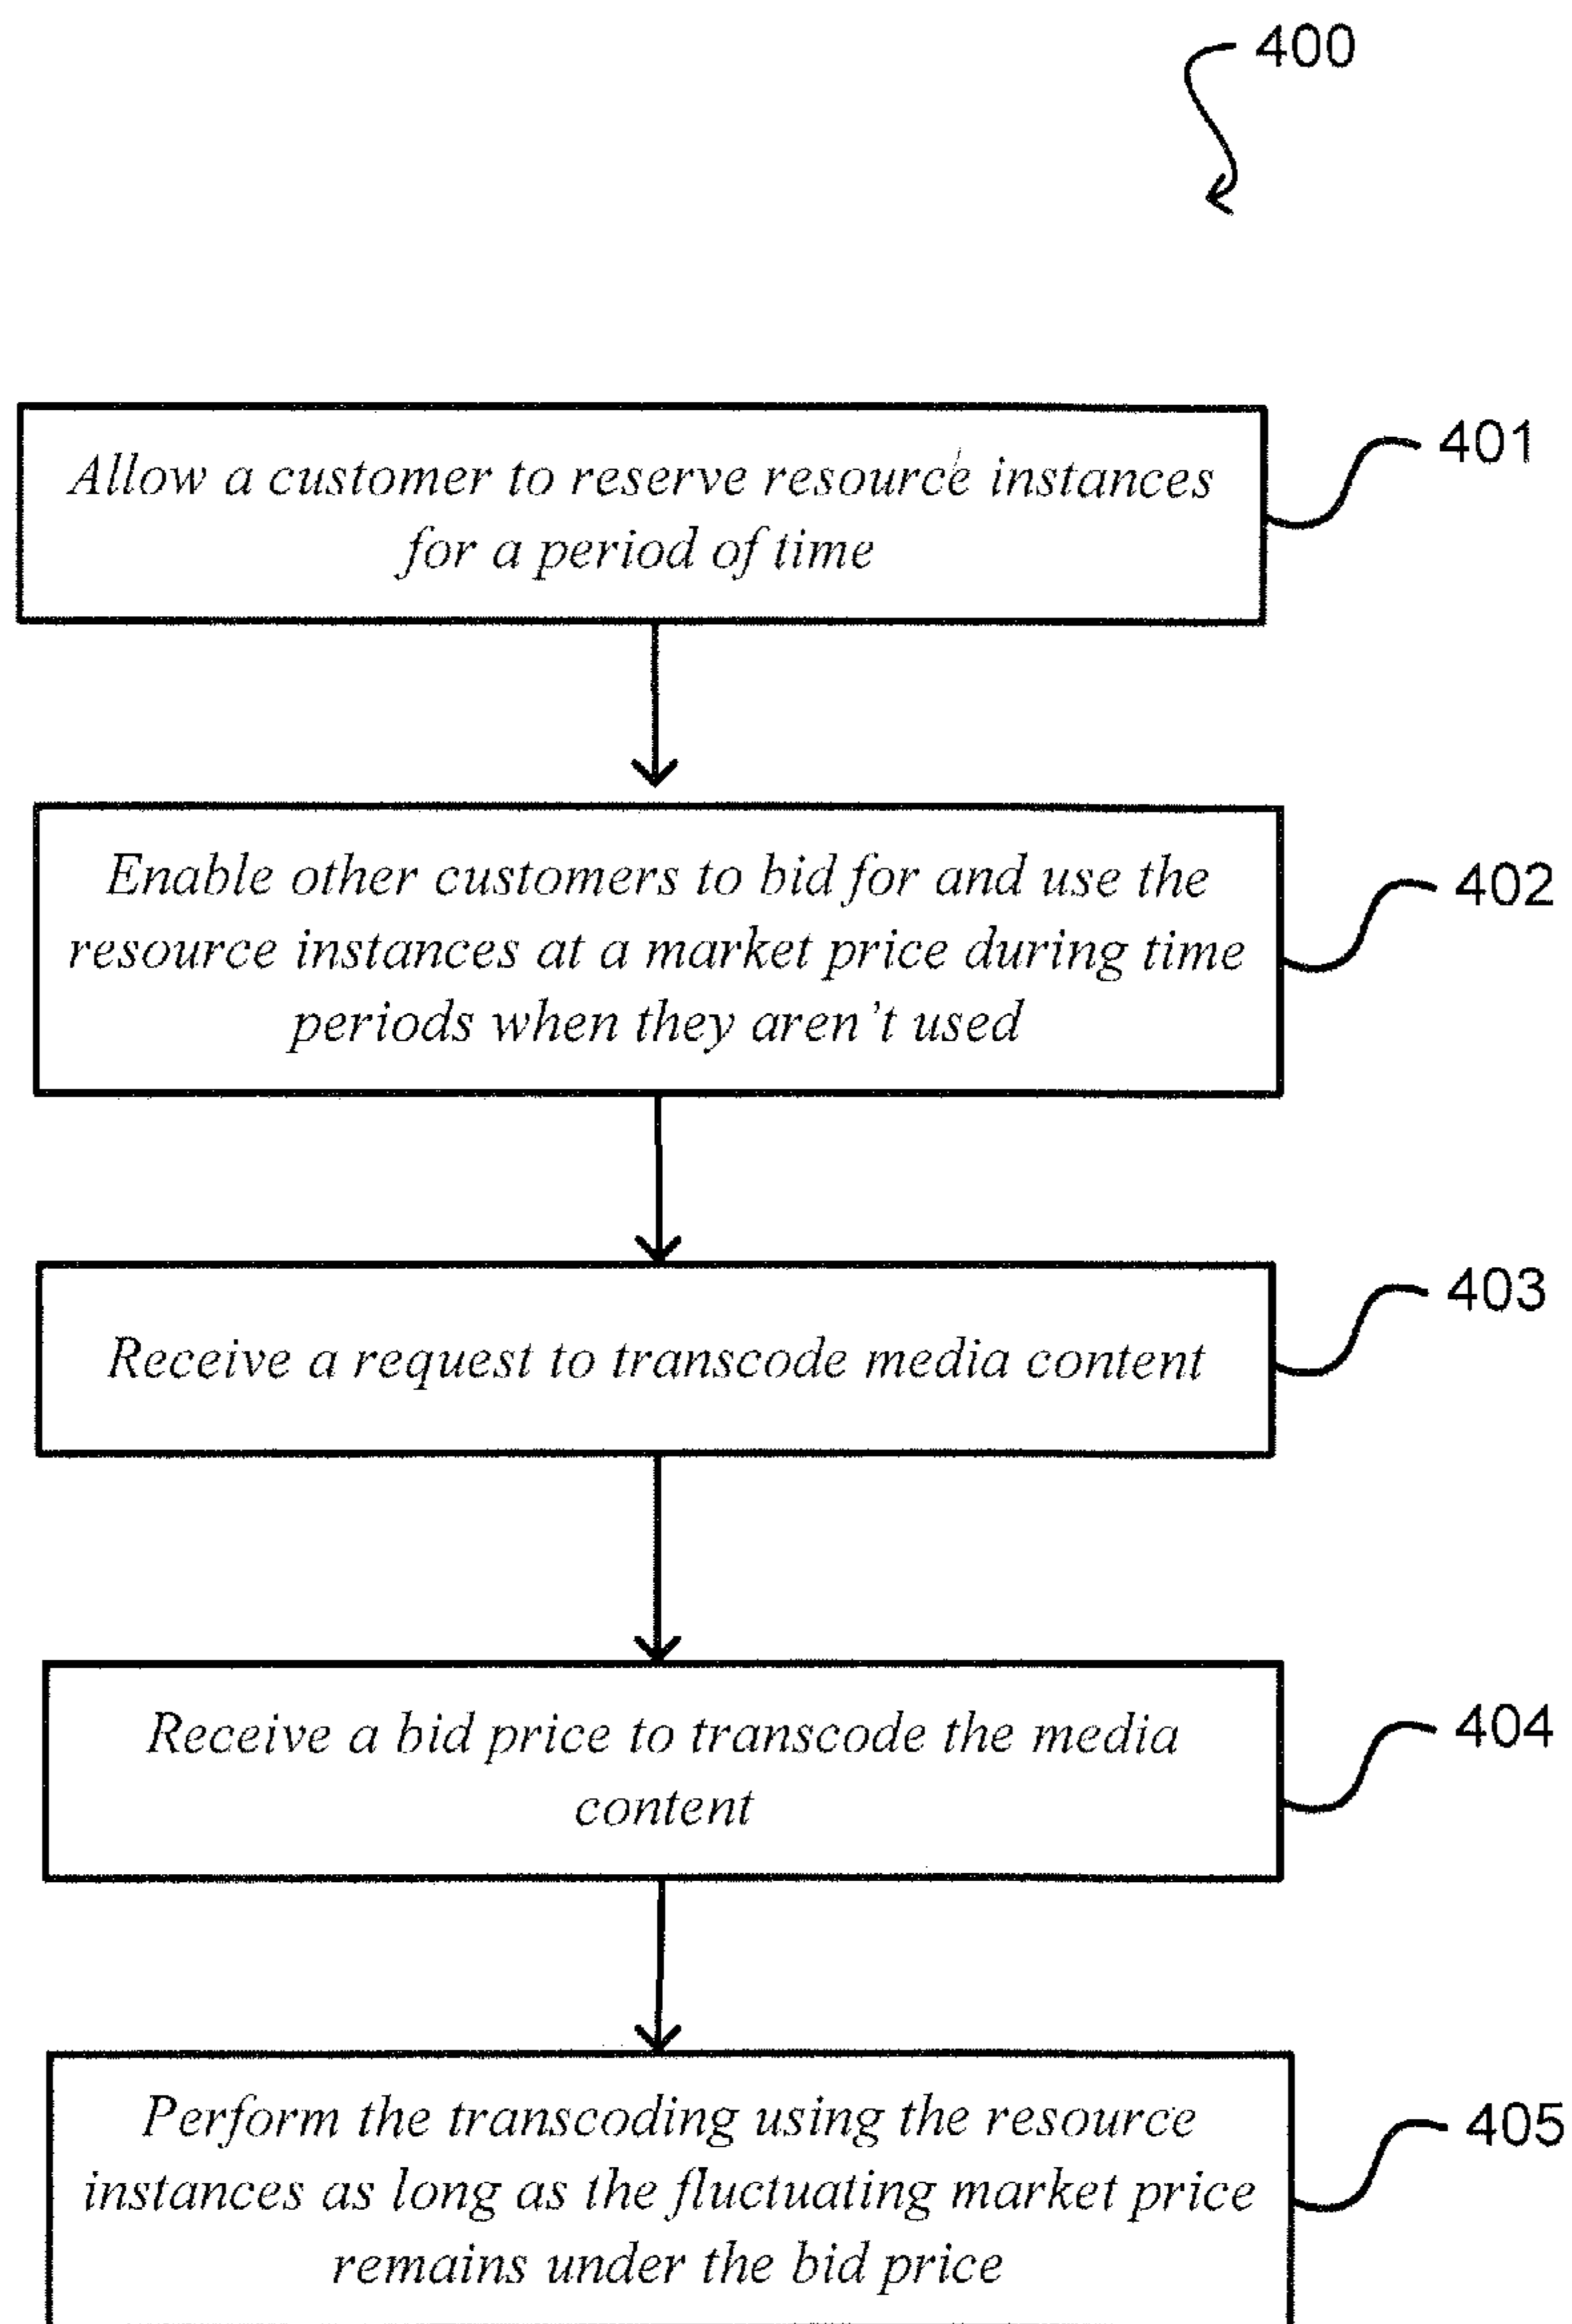 400
Allow a customer to reserve resource instances
for a period of time
401
Enable other customers to bid for and use the
resource instances at a market price during time
periods when they aren't used
402
Receive a request to transcode media content
403
Receive a bid price to transcode the media
content
404
Perform the transcoding using the resource
instances as long as the fluctuating market price
remains under the bid price
405